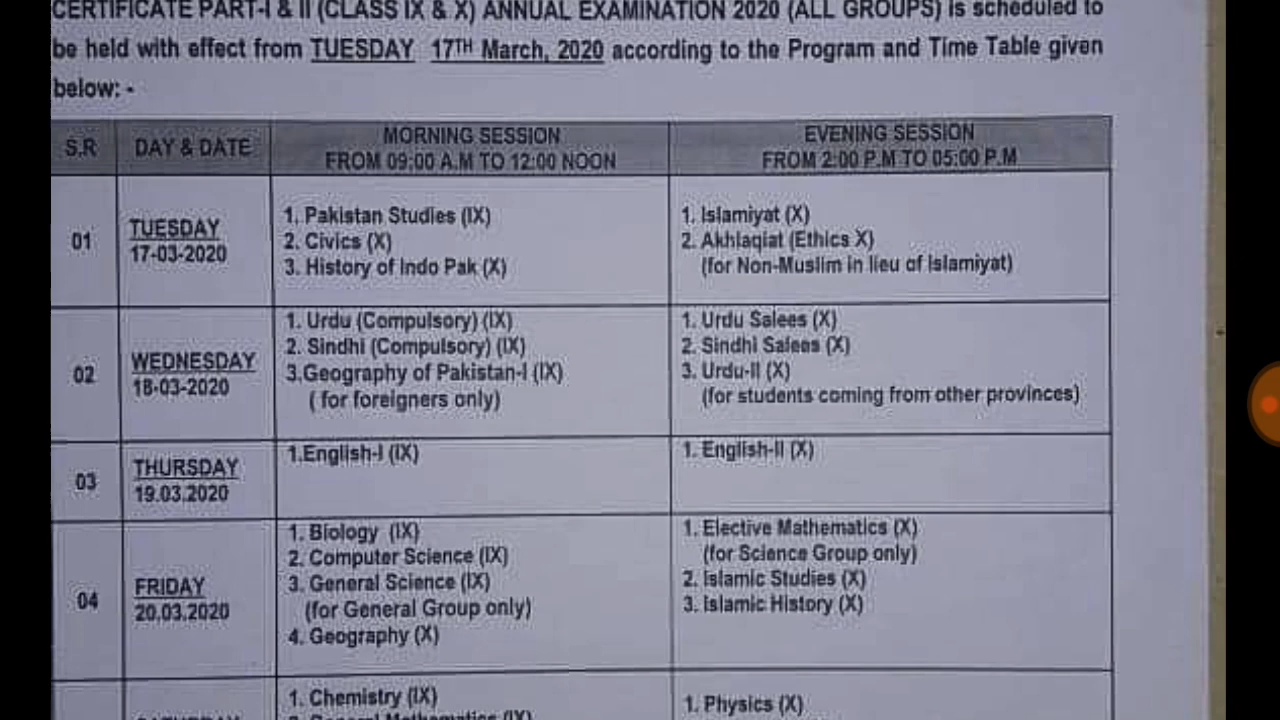 CERTIFICATE PART-I & II (CLASS IX & X) ANNUAL EXAMINATION 2020 (ALL GROUPS) is scheduled to
be held with effect from TUESDAY 17TH March, 2020 according to the Program and Time Table given
below: -
S.R
DAY & DATE
MORNING SESSION
FROM 09:00 A.M TO 12:00 NOON
EVENING SESSION
FROM 2:00 P.M TO 05:00 P.M
01
TUESDAY
17-03-2020
1. Pakistan Studies (IX)
2. Civics (X)
3. History of Indo Pak (X)
1. Islamiyat (X)
2. Akhlaqiat (Ethics X)
(for Non-Muslim in lieu of Islamiyat)
02
WEDNESDAY
18-03-2020
1. Urdu (Compulsory) (IX)
2. Sindhi (Compulsory) (IX)
3.Geography of Pakistan-I (IX)
( for foreigners only)
1. Urdu Salees (X)
2. Sindhi Salees (X)
3. Urdu-II (X)
(for students coming from other provinces)
03
THURSDAY
19.03.2020
1.English-I (IX)
1. English-II (X)
04
FRIDAY
20.03.2020
1. Biology (IX)
2. Computer Science (IX)
3. General Science (IX)
(for General Group only)
4. Geography (X)
1. Elective Mathematics (X)
(for Science Group only)
2. Islamic Studies (X)
3. Islamic History (X)
SATURDAY
1. Chemistry (IX)
2. General Mathematics (IX)
1. Physics (X)